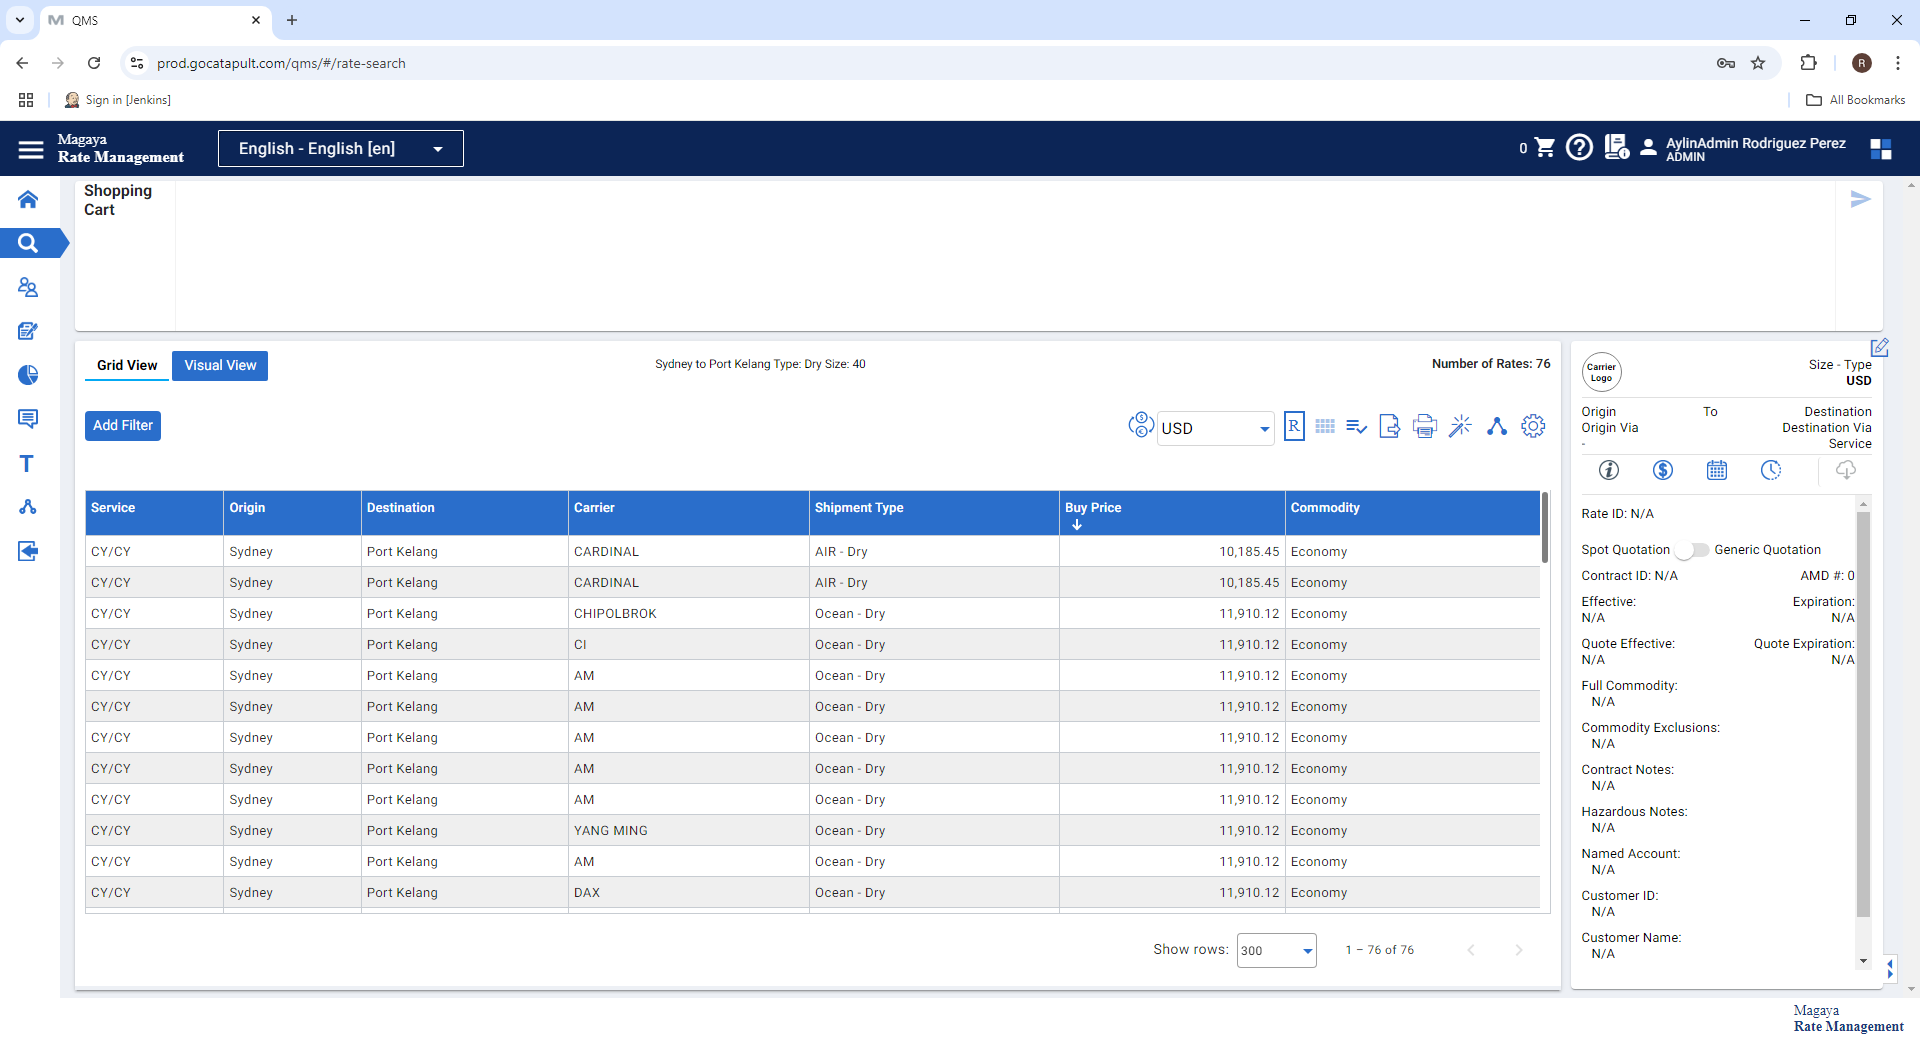 QMS
prod.gocatapult.com/qms/#/rate-search
R
Sign in [Jenkins]
All Bookmarks
Magaya
Rate Management
English - English [en]
0
AylinAdmin Rodriguez Perez
ADMIN
Shopping
Cart
Grid View
Visual View
Sydney to Port Kelang Type: Dry Size: 40
Number of Rates: 76
Add Filter
USD
R
Service Origin Destination Carrier Shipment Type Buy Price Commodity
CY/CY Sydney Port Kelang CARDINAL AIR - Dry 10,185.45 Economy
CY/CY Sydney Port Kelang CARDINAL AIR - Dry 10,185.45 Economy
CY/CY Sydney Port Kelang CHIPOLBROK Ocean - Dry 11,910.12 Economy
CY/CY Sydney Port Kelang CI Ocean - Dry 11,910.12 Economy
CY/CY Sydney Port Kelang AM Ocean - Dry 11,910.12 Economy
CY/CY Sydney Port Kelang AM Ocean - Dry 11,910.12 Economy
CY/CY Sydney Port Kelang AM Ocean - Dry 11,910.12 Economy
CY/CY Sydney Port Kelang AM Ocean - Dry 11,910.12 Economy
CY/CY Sydney Port Kelang AM Ocean - Dry 11,910.12 Economy
CY/CY Sydney Port Kelang YANG MING Ocean - Dry 11,910.12 Economy
CY/CY Sydney Port Kelang AM Ocean - Dry 11,910.12 Economy
CY/CY Sydney Port Kelang DAX Ocean - Dry 11,910.12 Economy
Show rows: 300 1 – 76 of 76
Carrier
Logo
Size - Type
USD
Origin To Destination
Origin Via Destination Via
- Service
Rate ID: N/A
Spot Quotation Generic Quotation
Contract ID: N/A AMD #: 0
Effective: Expiration:
N/A N/A
Quote Effective: Quote Expiration:
N/A N/A
Full Commodity:
N/A
Commodity Exclusions:
N/A
Contract Notes:
N/A
Hazardous Notes:
N/A
Named Account:
N/A
Customer ID:
N/A
Customer Name:
N/A
Magaya
Rate Management